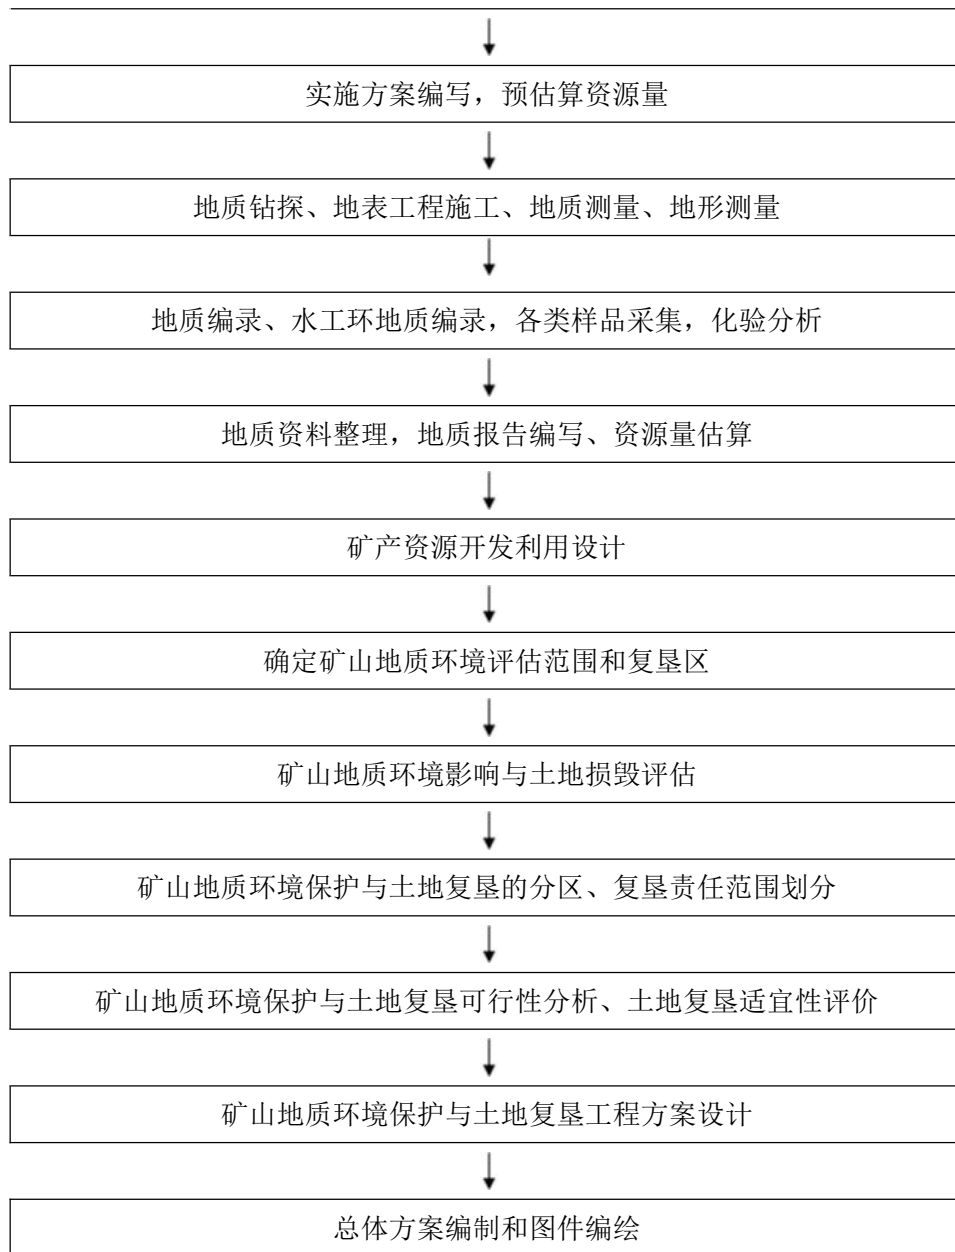 实施方案编写，预估算资源量
地质钻探、地表工程施工、地质测量、地形测量
地质编录、水工环地质编录，各类样品采集，化验分析
地质资料整理，地质报告编写、资源量估算
矿产资源开发利用设计
确定矿山地质环境评估范围和复垦区
矿山地质环境影响与土地损毁评估
矿山地质环境保护与土地复垦的分区、复垦责任范围划分
矿山地质环境保护与土地复垦可行性分析、土地复垦适宜性评价
矿山地质环境保护与土地复垦工程方案设计
总体方案编制和图件编绘